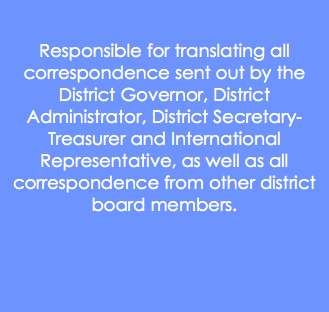 Responsible for translating all
correspondence sent out by the
District Governor, District
Administrator, District Secretary-
Treasurer and International
Representative, as well as all
correspondence from other district
board members.